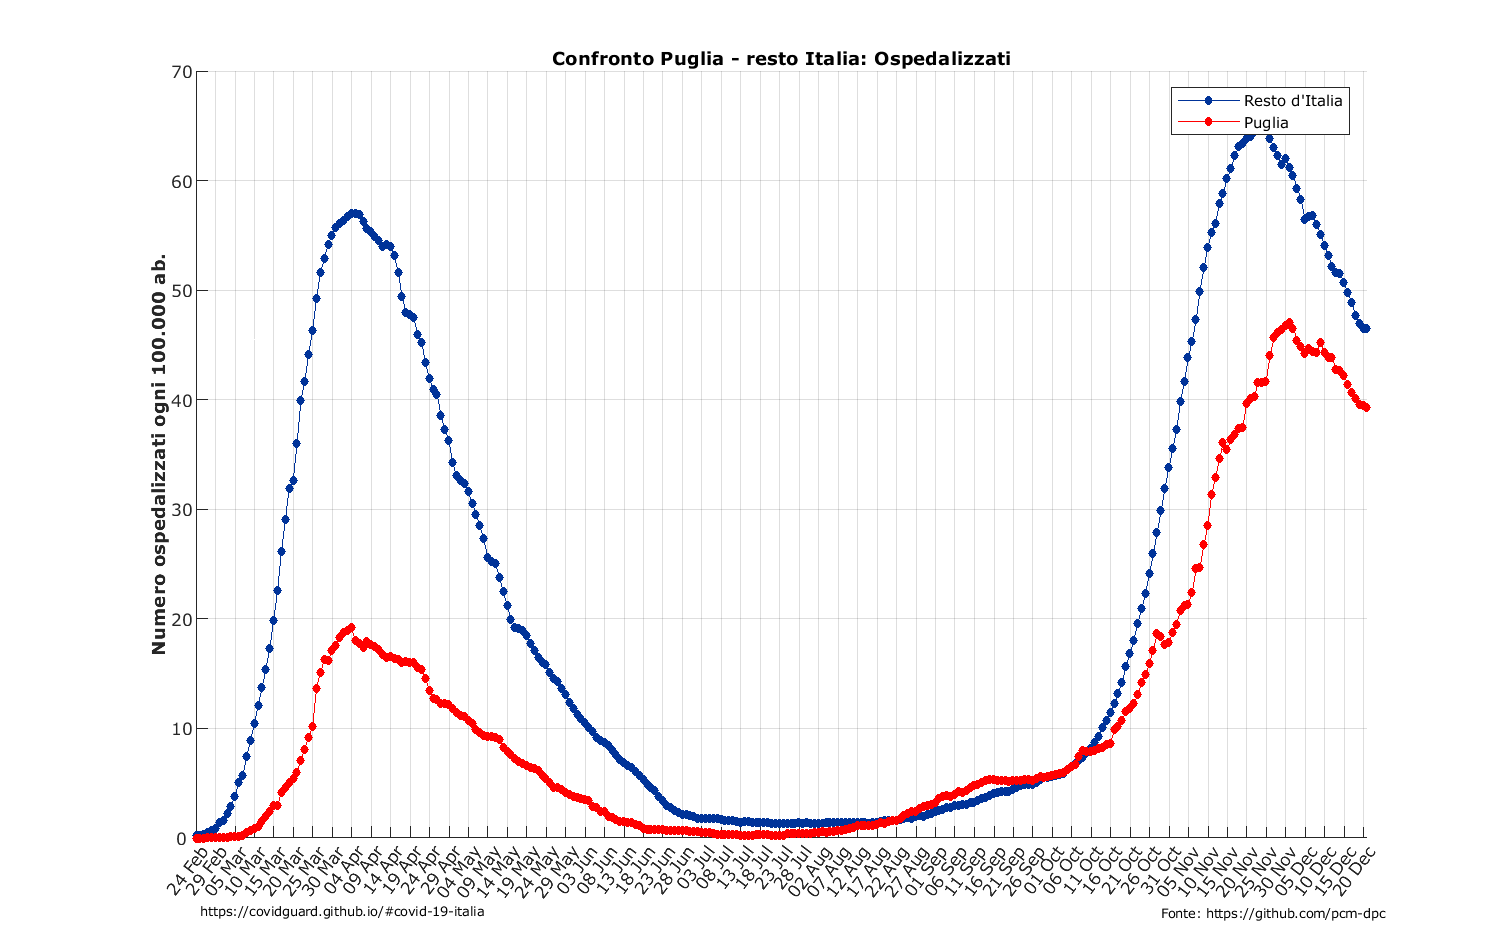 Confronto Puglia - resto Italia: Ospedalizzati
Resto d'Italia
Puglia
Numero ospedalizzati ogni 100.000 ab.
70
60
50
40
30
20
10
0
24 Feb
29 Feb
05 Mar
10 Mar
15 Mar
20 Mar
25 Mar
30 Mar
04 Apr
09 Apr
14 Apr
19 Apr
24 Apr
29 Apr
04 May
09 May
14 May
19 May
24 May
29 May
03 Jun
08 Jun
13 Jun
18 Jun
23 Jun
28 Jun
03 Jul
08 Jul
13 Jul
18 Jul
23 Jul
28 Jul
02 Aug
07 Aug
12 Aug
17 Aug
22 Aug
27 Aug
01 Sep
06 Sep
11 Sep
16 Sep
21 Sep
26 Sep
01 Oct
06 Oct
11 Oct
16 Oct
21 Oct
26 Oct
31 Oct
05 Nov
10 Nov
15 Nov
20 Nov
25 Nov
30 Nov
05 Dec
10 Dec
15 Dec
20 Dec
https://covidguard.github.io/#covid-19-italia
Fonte: https://github.com/pcm-dpc